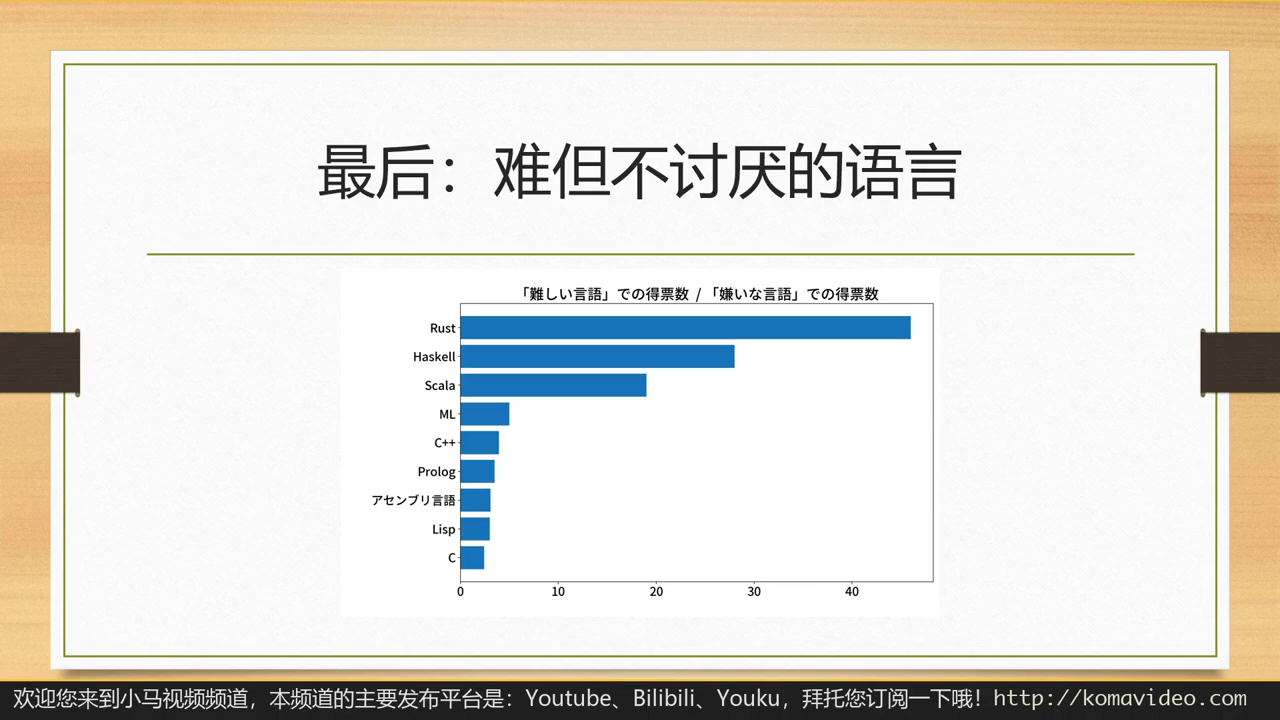 最后：难但不讨厌的语言
「難しい言語」での得票数 / 「嫌いな言語」での得票数
Rust
Haskell
Scala
ML
C++
Prolog
アセンブリ言語
Lisp
C
0 10 20 30 40
欢迎您来到小马视频频道，本频道的主要发布平台是：Youtube、Bilibili、Youku，拜托您订阅一下哦！http://komavideo.com